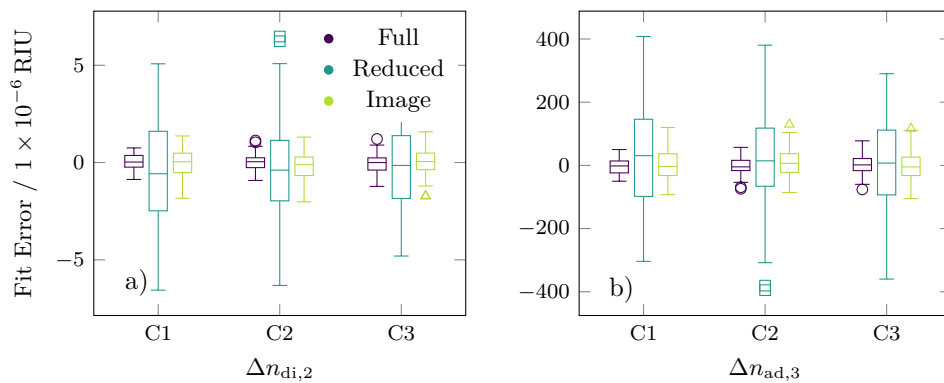 Fit Error / 1 × 10⁻⁶ RIU
5
0
−5
Full
Reduced
Image
a)
C1 C2 C3
Δn_di,2
400
200
0
−200
−400
b)
C1 C2 C3
Δn_ad,3